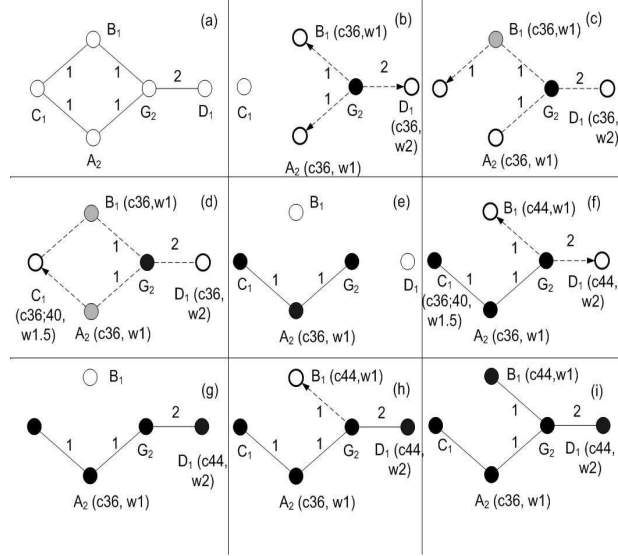 (a)
B1
1 1 2
C1 1 1 G2 D1
A2
(b)
B1 (c36,w1)
1 2
C1 1 G2 D1
(c36,
w2)
A2 (c36, w1)
(c)
B1 (c36,w1)
1 1 2
1 G2
D1 (c36,
w2)
A2 (c36, w1)
(d)
B1 (c36,w1)
1 2
1 G2
C1 D1 (c36,
(c36;40, w2)
w1.5)
A2 (c36, w1)
(e)
B1
C1 1 1 G2 D1
A2 (c36, w1)
(f)
B1 (c44,w1)
1 2
C1 1 1 G2
(c36;40, D1 (c44,
w1.5) w2)
A2 (c36, w1)
(g)
B1
2
1 1 G2
D1 (c44,
w2)
A2 (c36, w1)
(h)
B1 (c44,w1)
1 2
C1 1 1 G2
D1 (c44,
w2)
A2 (c36, w1)
(i)
B1 (c44,w1)
1 2
C1 1 1 G2
D1 (c44,
w2)
A2 (c36, w1)